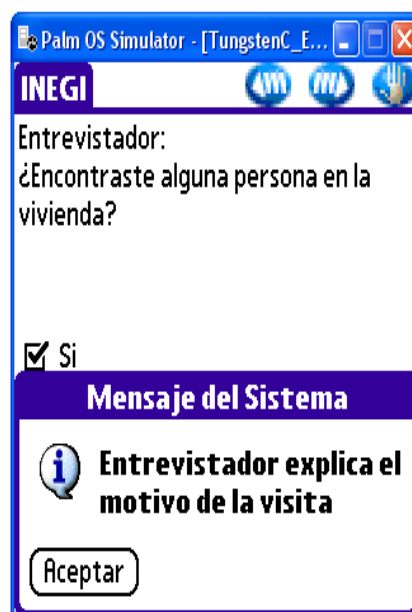 Palm OS Simulator - [TungstenC_E...
INEGI
Entrevistador:
¿Encontraste alguna persona en la
vivienda?
Si
Mensaje del Sistema
Entrevistador explica el
motivo de la visita
Aceptar